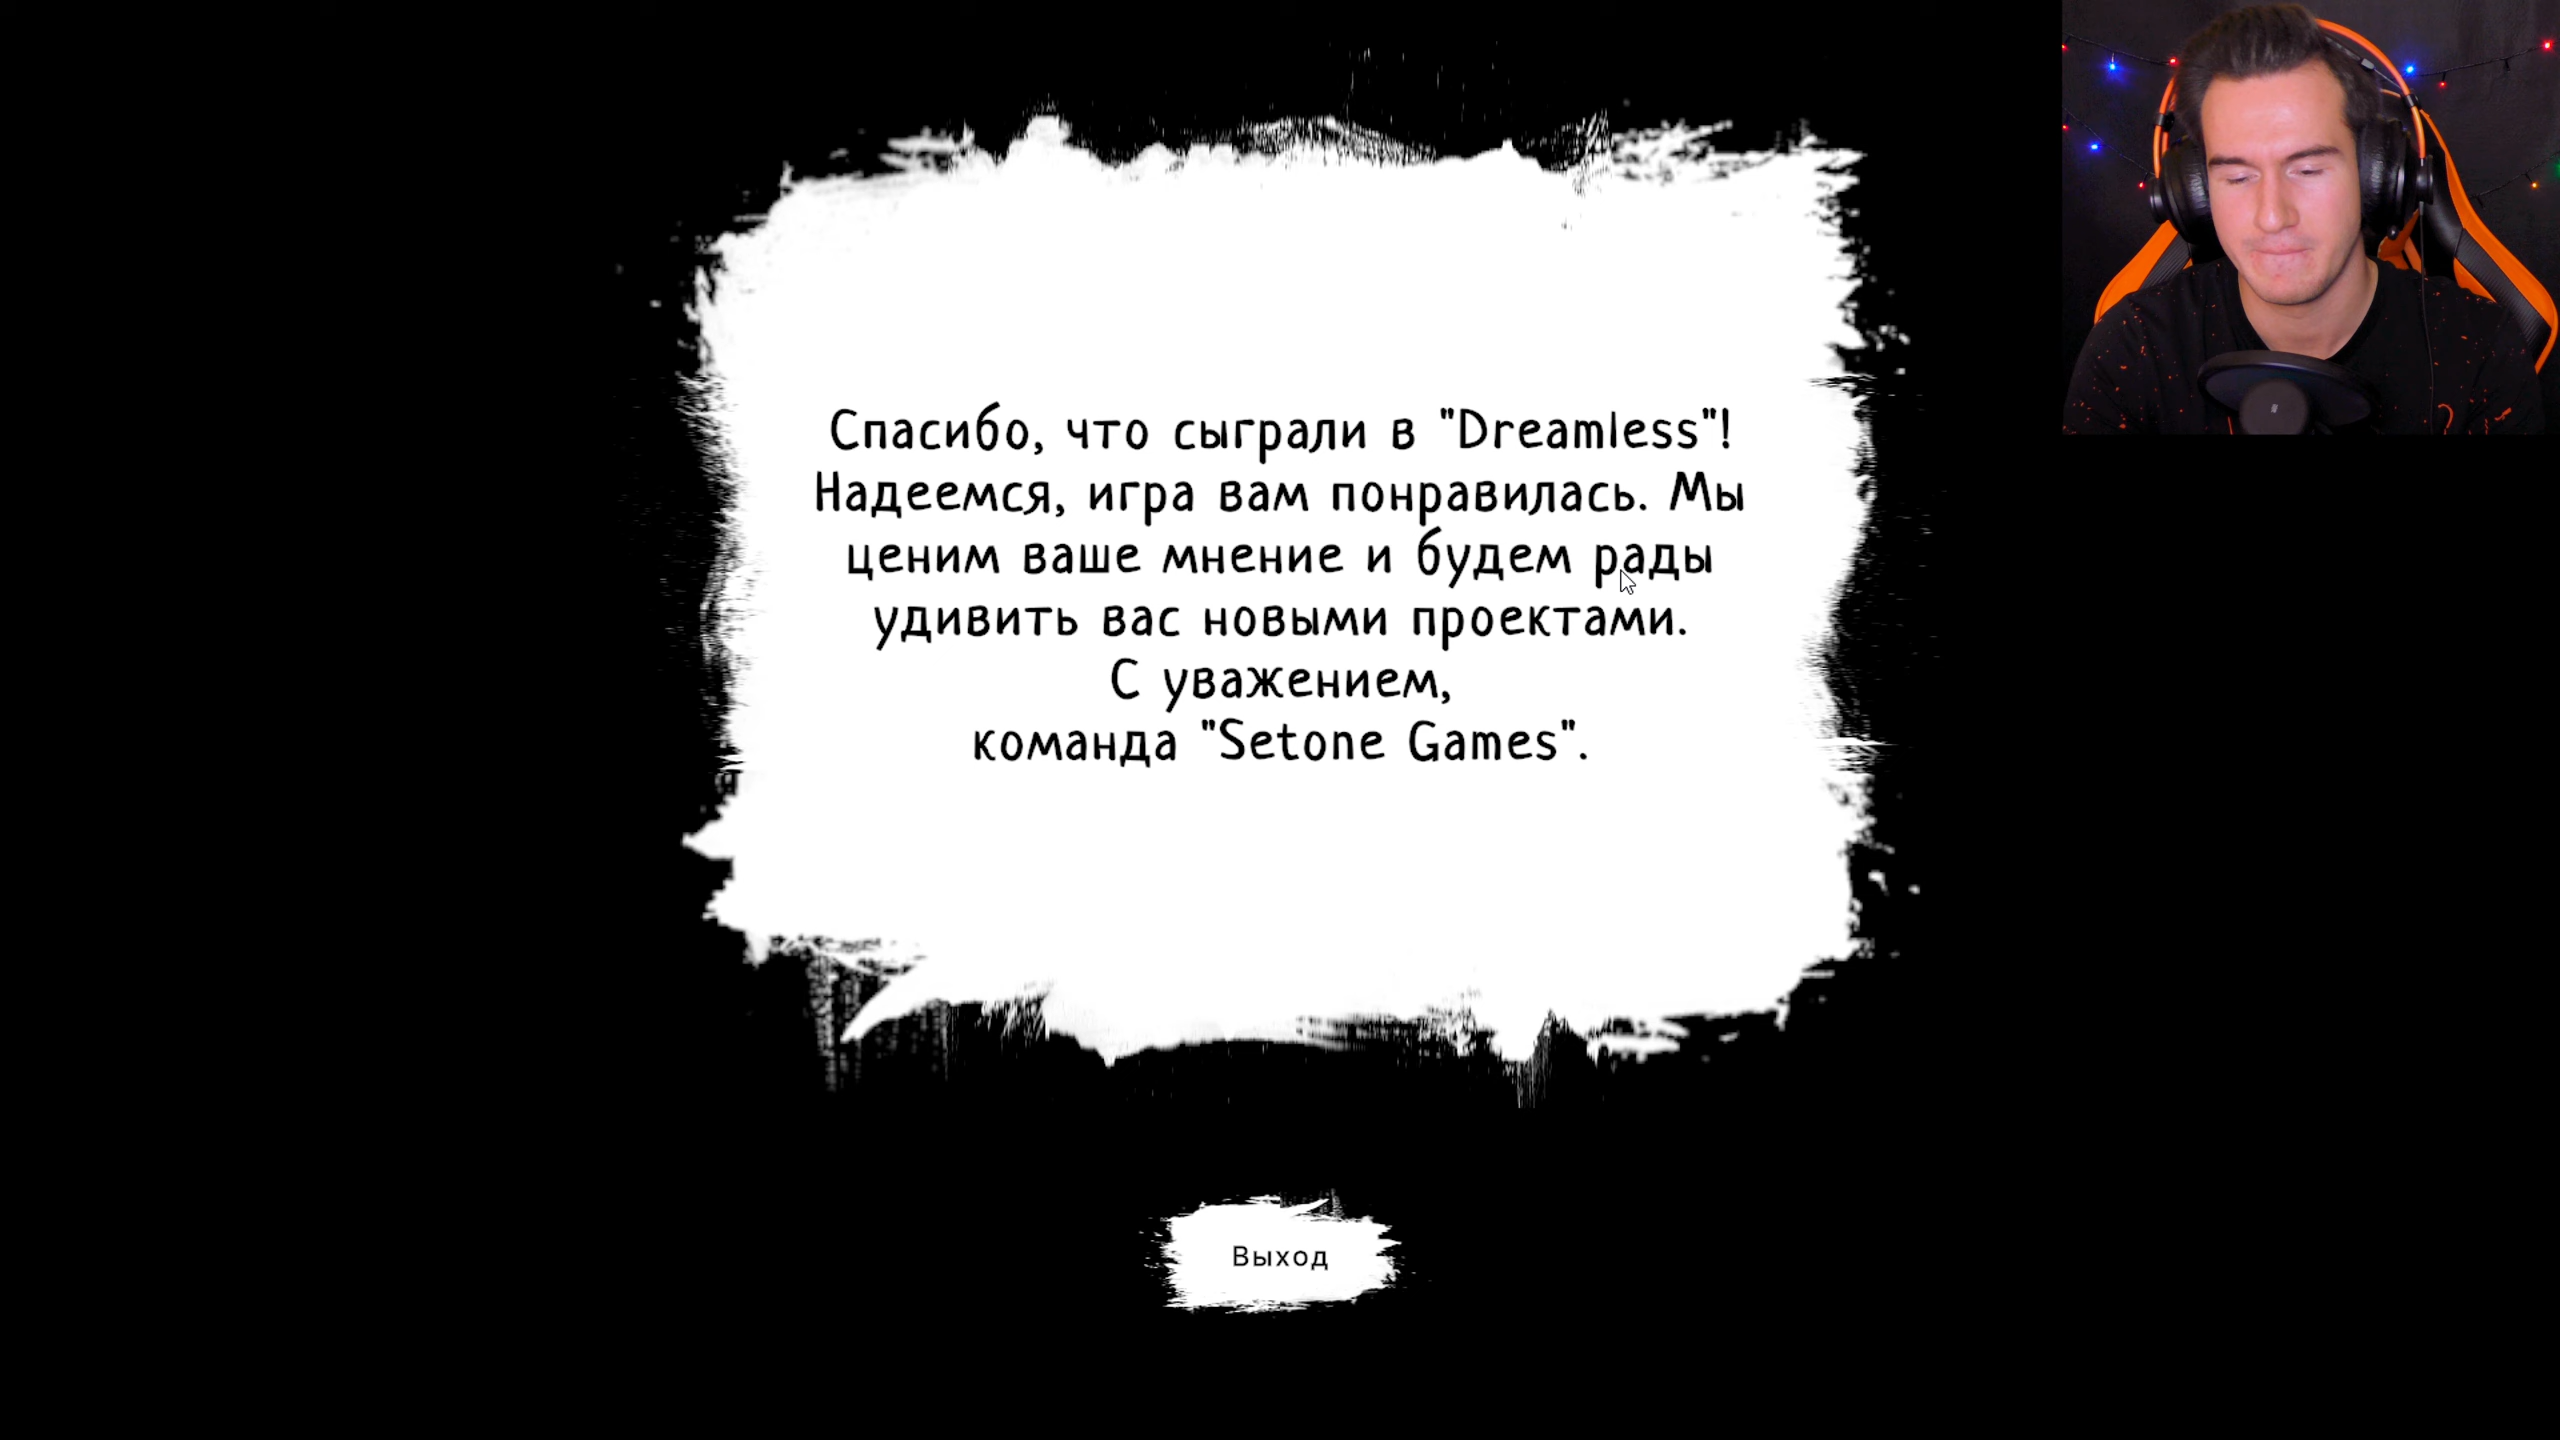 Спасибо, что сыграли в "Dreamless"!
Надеемся, игра вам понравилась. Мы
ценим ваше мнение и будем рады
удивить вас новыми проектами.
С уважением,
команда "Setone Games".
Выход